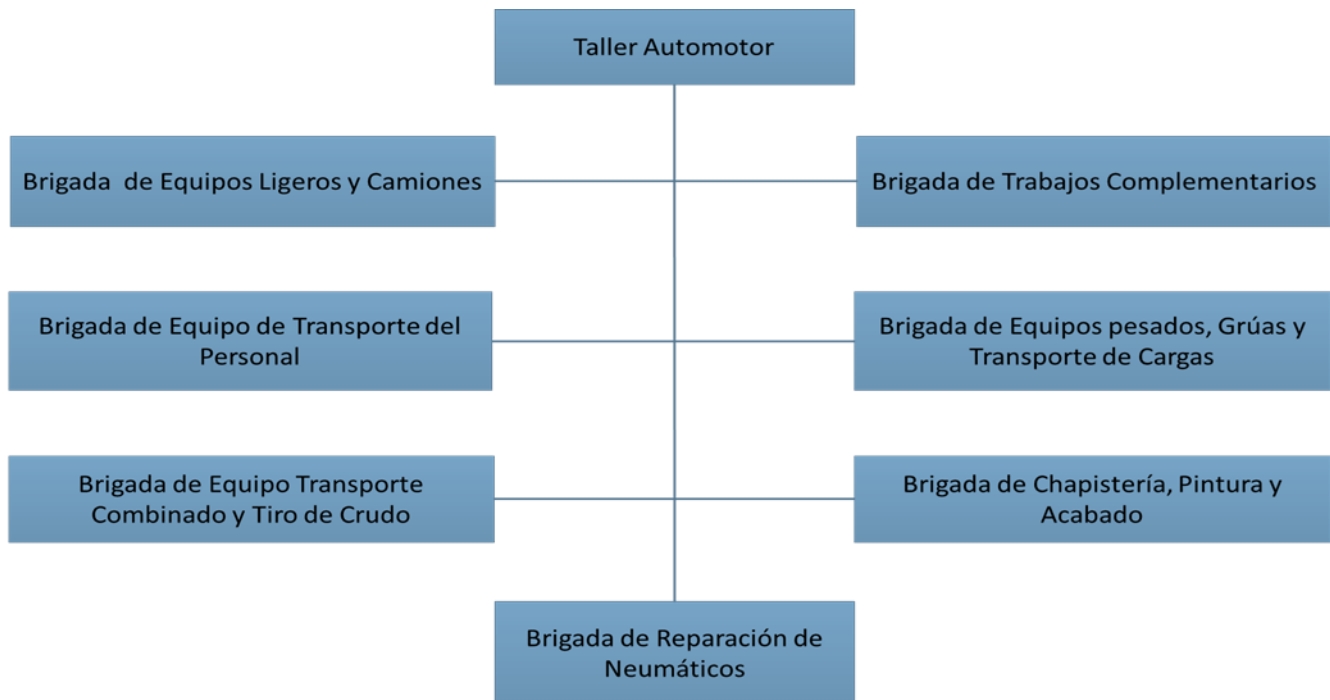 Taller Automotor
Brigada  de Equipos Ligeros y Camiones
Brigada de Trabajos Complementarios
Brigada de Equipo de Transporte del
Personal
Brigada de Equipos pesados, Grúas y
Transporte de Cargas
Brigada de Equipo Transporte
Combinado y Tiro de Crudo
Brigada de Chapistería, Pintura y
Acabado
Brigada de Reparación de
Neumáticos